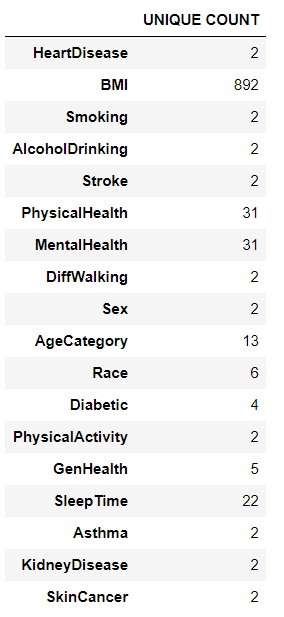 UNIQUE COUNT
HeartDisease 2
BMI 892
Smoking 2
AlcoholDrinking 2
Stroke 2
PhysicalHealth 31
MentalHealth 31
DiffWalking 2
Sex 2
AgeCategory 13
Race 6
Diabetic 4
PhysicalActivity 2
GenHealth 5
SleepTime 22
Asthma 2
KidneyDisease 2
SkinCancer 2